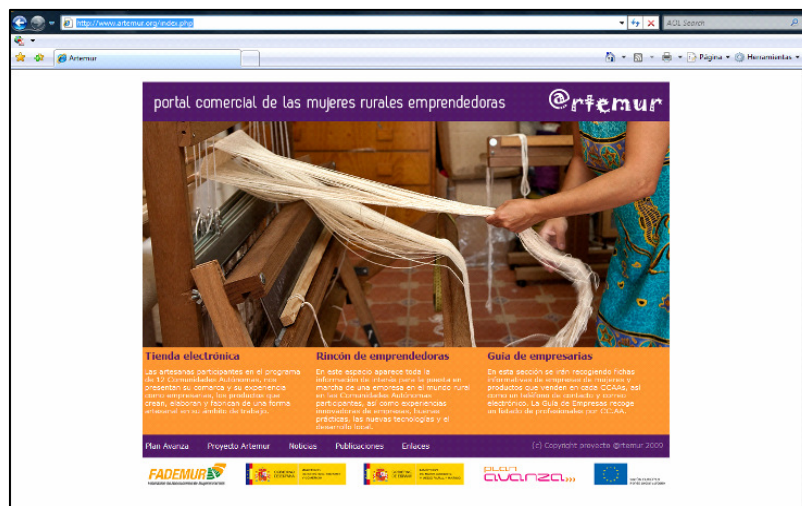 http://www.artemur.org/index.php
AOL Search
Artemur
Página
Herramientas
portal comercial de las mujeres rurales emprendedoras
@rtemur
Tienda electrónica
Las artesanas participantes en el programa
de 12 Comunidades Autónomas, nos
presentan su comarca y su experiencia
como empresarias, los productos que
crean, elaboran y fabrican de una forma
artesanal en su ámbito de trabajo.
Rincón de emprendedoras
En este espacio aparece toda la
información de interés para la puesta en
marcha de una empresa en el mundo rural
en las Comunidades Autónomas
participantes, así como experiencias
innovadoras de empresas, buenas
prácticas, las nuevas tecnologías y el
desarrollo local.
Guía de empresarias
En esta sección se irán recogiendo fichas
informativas de empresas de mujeres y
productos que venden en cada CCAAs, así
como un teléfono de contacto y correo
electrónico. La Guía de Empresas recoge
un listado de profesionales por CC.AA.
Plan Avanza Proyecto Artemur Noticias Publicaciones Enlaces
(c) Copyright proyecto @rtemur 2009
FADEMUR
plan
avanza